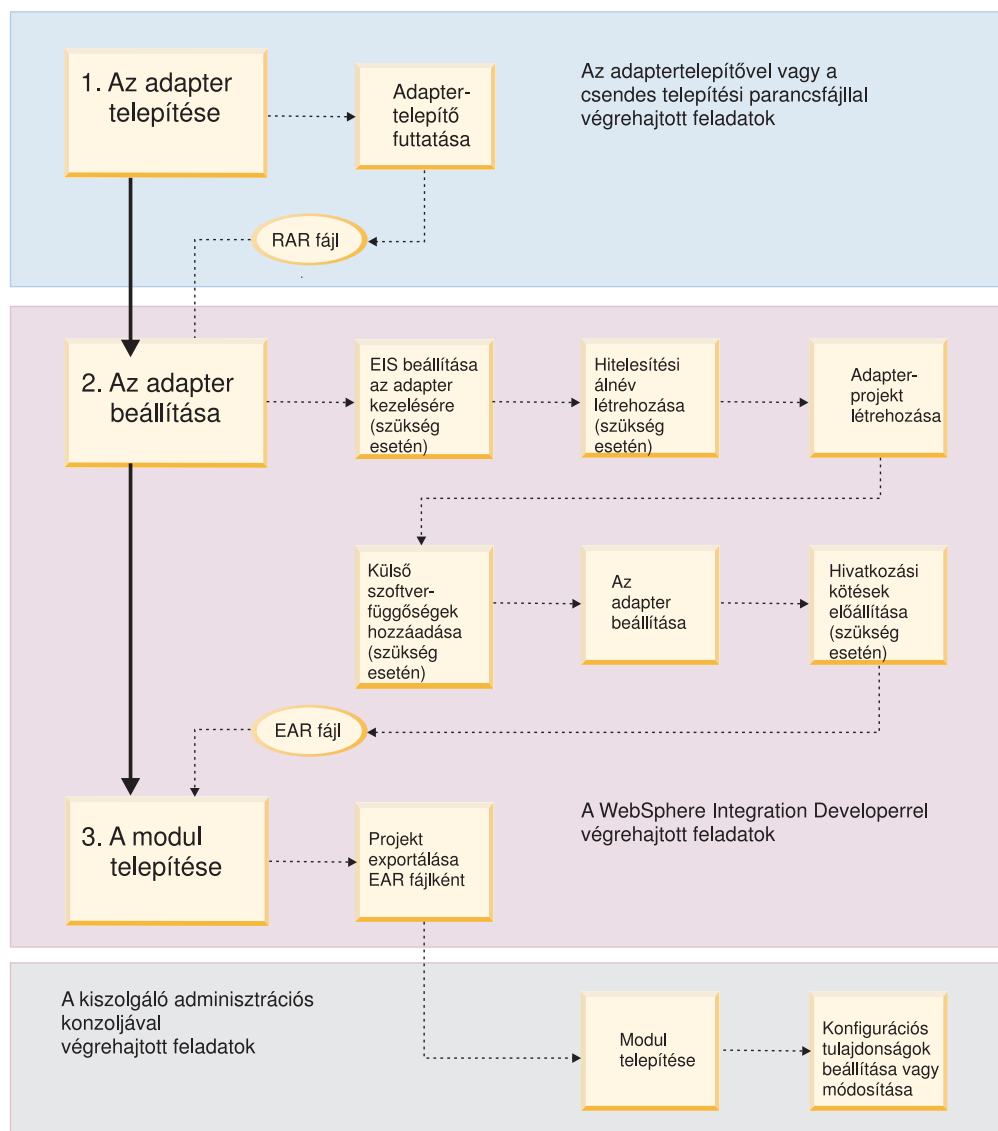 1. Az adapter
telepítése
Adapter-
telepítő
futtatása
Az adaptertelepítővel vagy a
csendes telepítési parancsfájllal
végrehajtott feladatok
RAR fájl
2. Az adapter
beállítása
EIS beállítása
az adapter
kezelésére
(szükség
esetén)
Hitelesítési
álnév
létrehozása
(szükség
esetén)
Adapter-
projekt
létrehozása
Külső
szoftver-
függőségek
hozzáadása
(szükség
esetén)
Az
adapter
beállítása
Hivatkozási
kötések
előállítása
(szükség
esetén)
EAR fájl
3. A modul
telepítése
Projekt
exportálása
EAR fájlként
A WebSphere Integration Developerrel
végrehajtott feladatok
A kiszolgáló adminisztrációs
konzoljával
végrehajtott feladatok
Modul
telepítése
Konfigurációs
tulajdonságok
beállítása vagy
módosítása